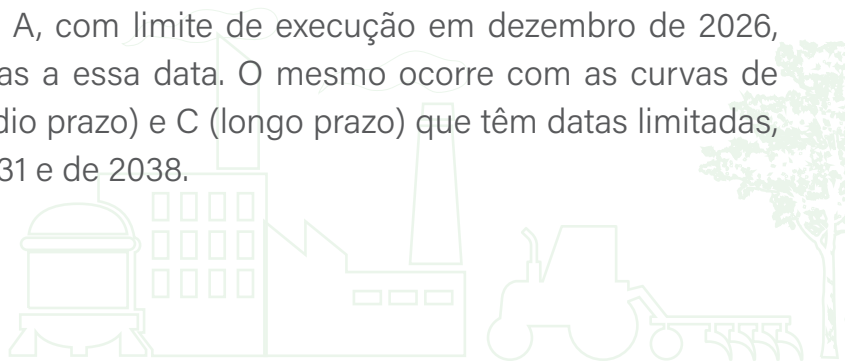 A, com limite de execução em dezembro de 2026,
as a essa data. O mesmo ocorre com as curvas de
dio prazo) e C (longo prazo) que têm datas limitadas,
31 e de 2038.